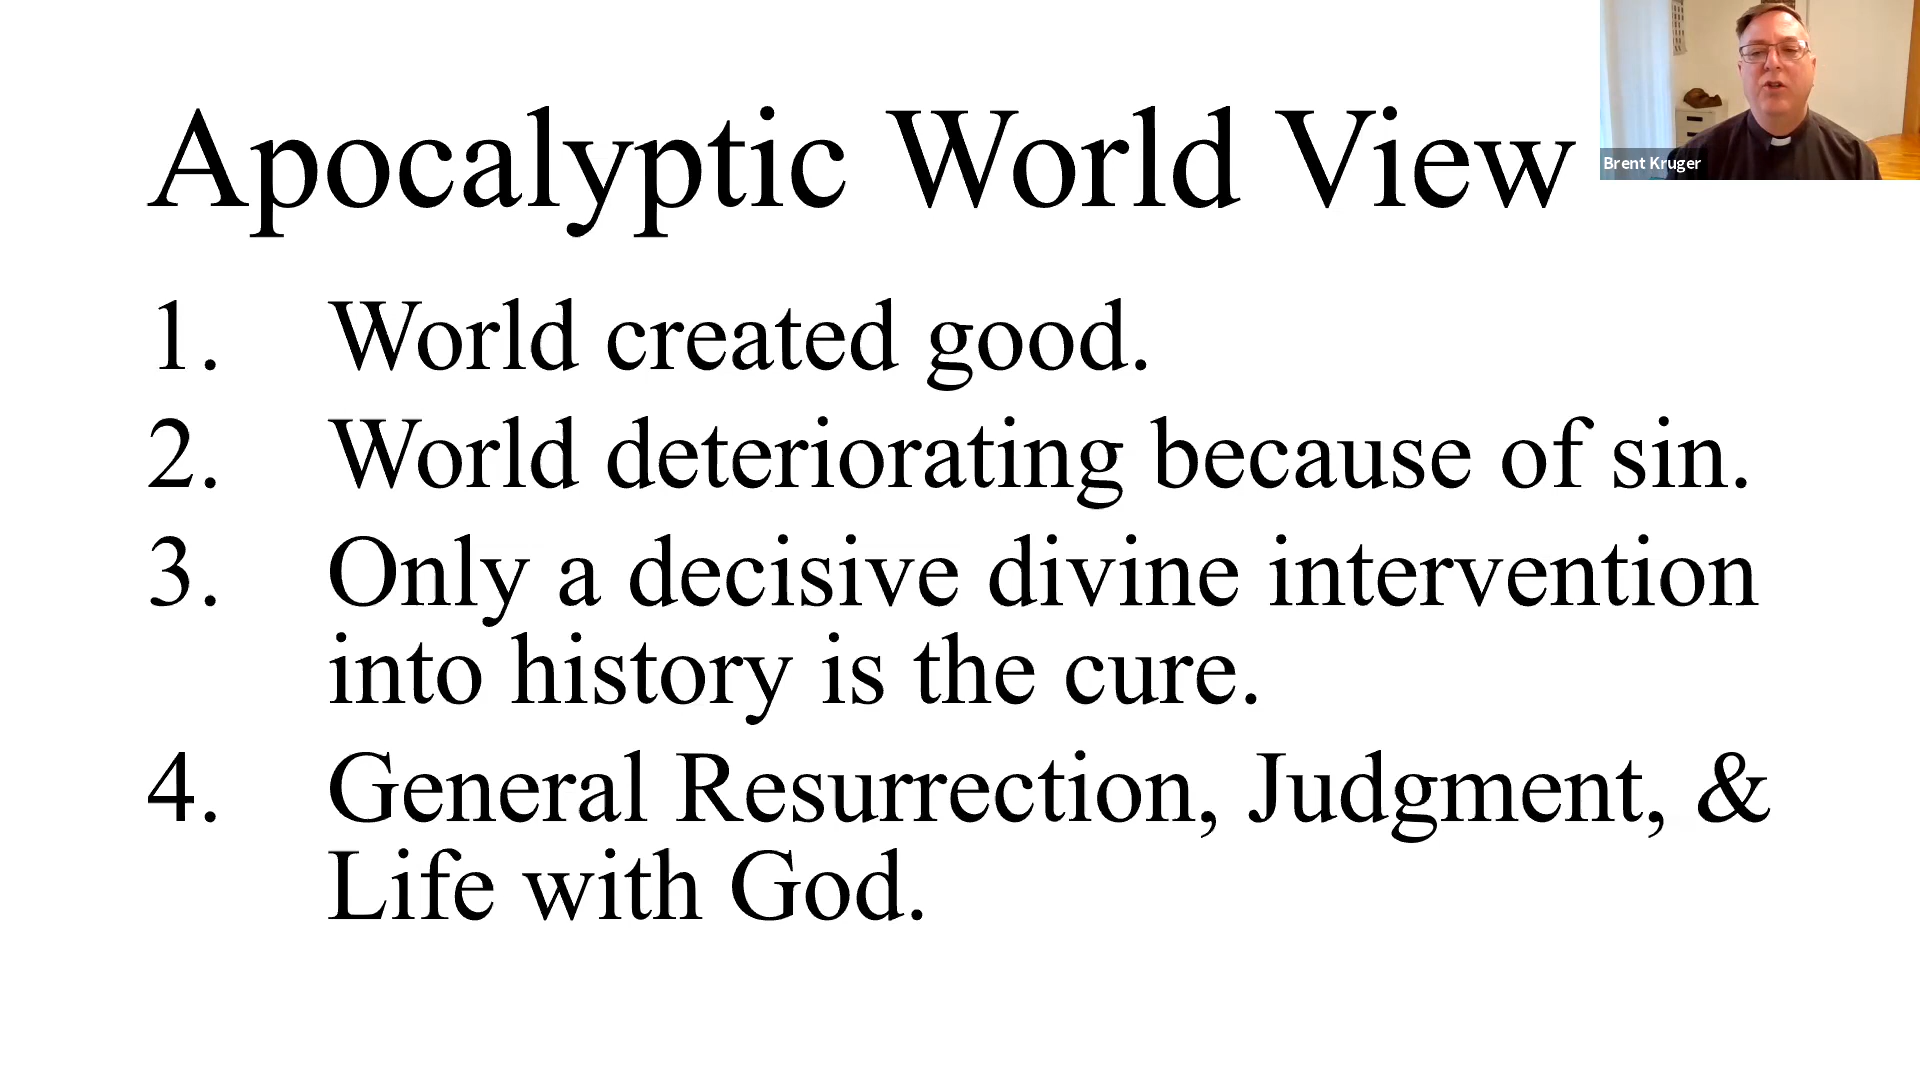 Apocalyptic World View
Brent Kruger
1. World created good.
2. World deteriorating because of sin.
3. Only a decisive divine intervention
into history is the cure.
4. General Resurrection, Judgment, &
Life with God.